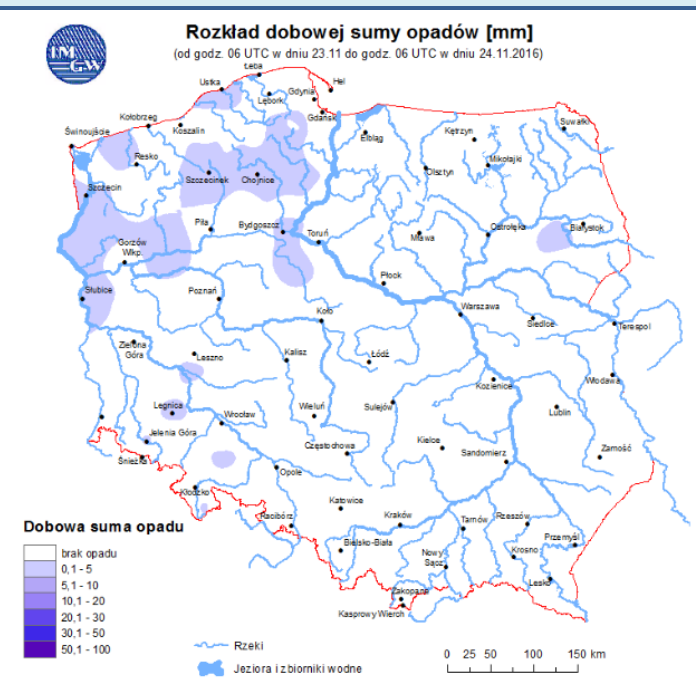 Rozkład dobowej sumy opadów [mm]
(od godz. 06 UTC w dniu 23.11 do godz. 06 UTC w dniu 24.11.2016)
IM
GW
Łeba
Ustka
Hel
Lębork
Gdynia
Gdańsk
Kołobrzeg
Koszalin
Świnoujście
Resko
Elbląg
Kętrzyn
Suwałki
Szczecin
Szczecinek
Chojnice
Olsztyn
Mikołajki
Piła
Bydgoszcz
Toruń
Mława
Ostrołęka
Białystok
Gorzów
Wlkp.
Płock
Słubice
Poznań
Koło
Warszawa
Siedlce
Terespol
Zielona
Góra
Leszno
Kalisz
Łódź
Kozienice
Włodawa
Legnica
Wrocław
Wieluń
Sulejów
Lublin
Jelenia Góra
Śnieżka
Częstochowa
Kielce
Sandomierz
Zamość
Opole
Kłodzko
Katowice
Racibórz
Kraków
Tarnów
Rzeszów
Bielsko-Biała
Nowy
Sącz
Krosno
Przemyśl
Lesko
Zakopane
Kasprowy Wierch
Dobowa suma opadu
brak opadu
0,1 - 5
5,1 - 10
10,1 - 20
20,1 - 30
30,1 - 50
50,1 - 100
Rzeki
Jeziora i zbiorniki wodne
0 25 50 100 150 km